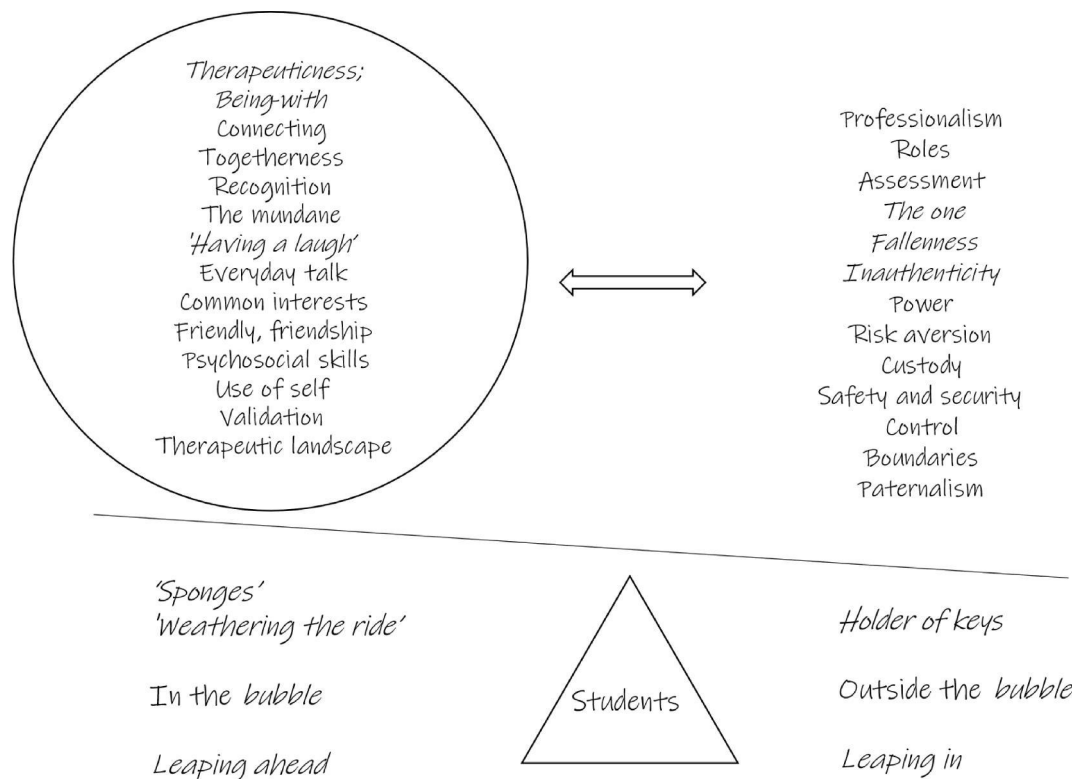 Therapeuticness;
Being-with
Connecting
Togetherness
Recognition
The mundane
'Having a laugh'
Everyday talk
Common interests
Friendly, friendship
Psychosocial skills
Use of self
Validation
Therapeutic landscape
Professionalism
Roles
Assessment
The one
Fallenness
Inauthenticity
Power
Risk aversion
Custody
Safety and security
Control
Boundaries
Paternalism
'Sponges'
'Weathering the ride'
In the bubble
Leaping ahead
Students
Holder of keys
Outside the bubble
Leaping in